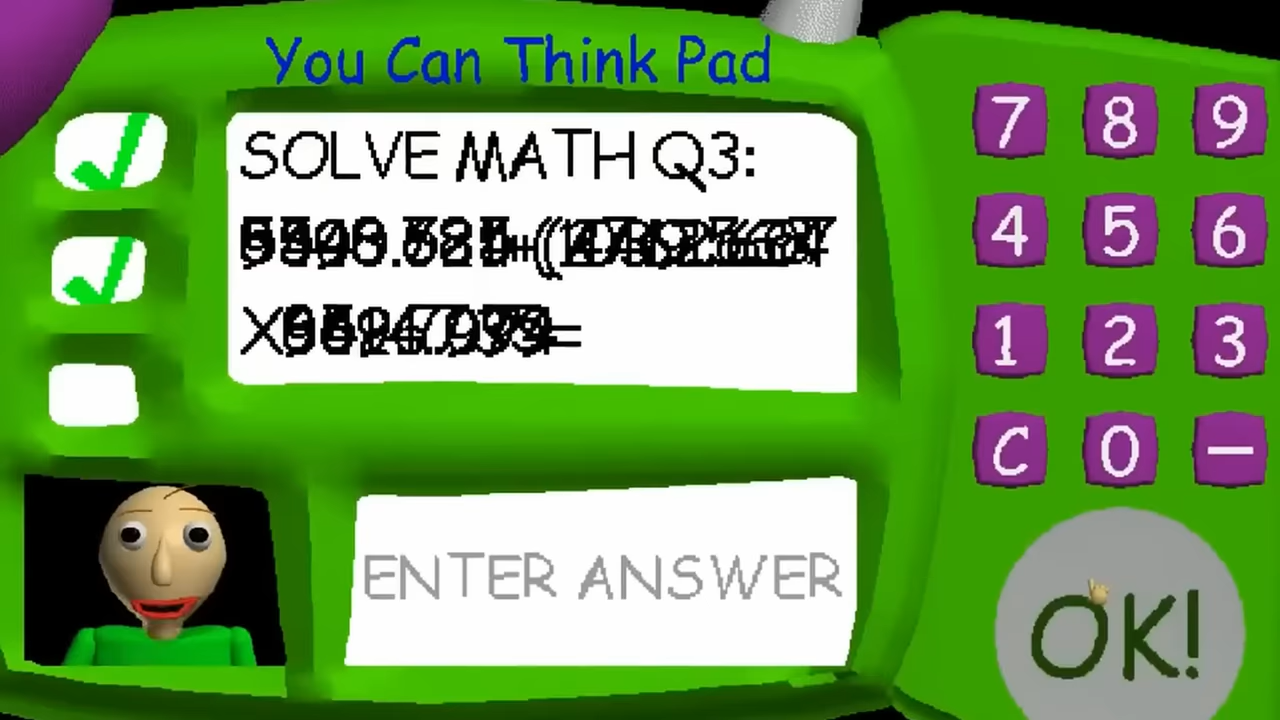 You Can Think Pad
SOLVE MATH Q3:
ENTER ANSWER
7 8 9
4 5 6
1 2 3
C 0 −
OK!